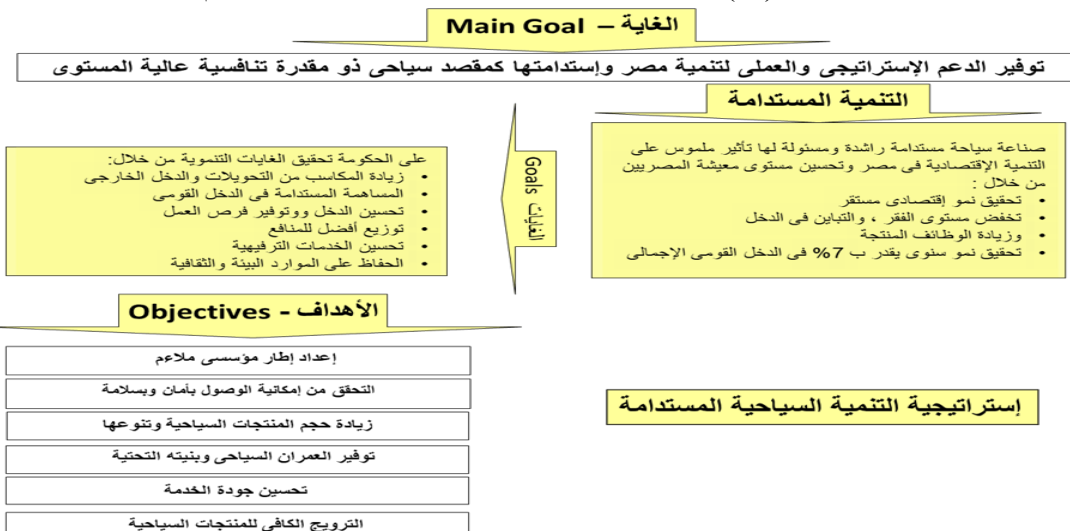 الغاية – Main Goal
توفير الدعم الإستراتيجى والعملى لتنمية مصر وإستدامتها كمقصد سياحى ذو مقدرة تنافسية عالية المستوى
التنمية المستدامة
صناعة سياحة مستدامة راشدة ومسئولة لها تأثير ملموس على
التنمية الإقتصادية فى مصر وتحسين مستوى معيشة المصريين
من خلال :
• تحقيق نمو إقتصادى مستقر
• تخفض مستوى الفقر ، والتباين فى الدخل
• وزيادة الوظائف المنتجة
• تحقيق نمو سنوى يقدر ب 7% فى الدخل القومى الإجمالى
الغايات Goals
على الحكومة تحقيق الغايات التنموية من خلال:
• زيادة المكاسب من التحويلات والدخل الخارجى
• المساهمة المستدامة فى الدخل القومى
• تحسين الدخل ووتوفير فرص العمل
• توزيع أفضل للمنافع
• تحسين الخدمات الترفيهية
• الحفاظ على الموارد البيئة والثقافية
الأهداف - Objectives
إعداد إطار مؤسسى ملاءم
التحقق من إمكانية الوصول بأمان وبسلامة
زيادة حجم المنتجات السياحية وتنوعها
توفير العمران السياحى وبنيته التحتية
تحسين جودة الخدمة
الترويج الكافي للمنتجات السياحية
إستراتيجية التنمية السياحية المستدامة